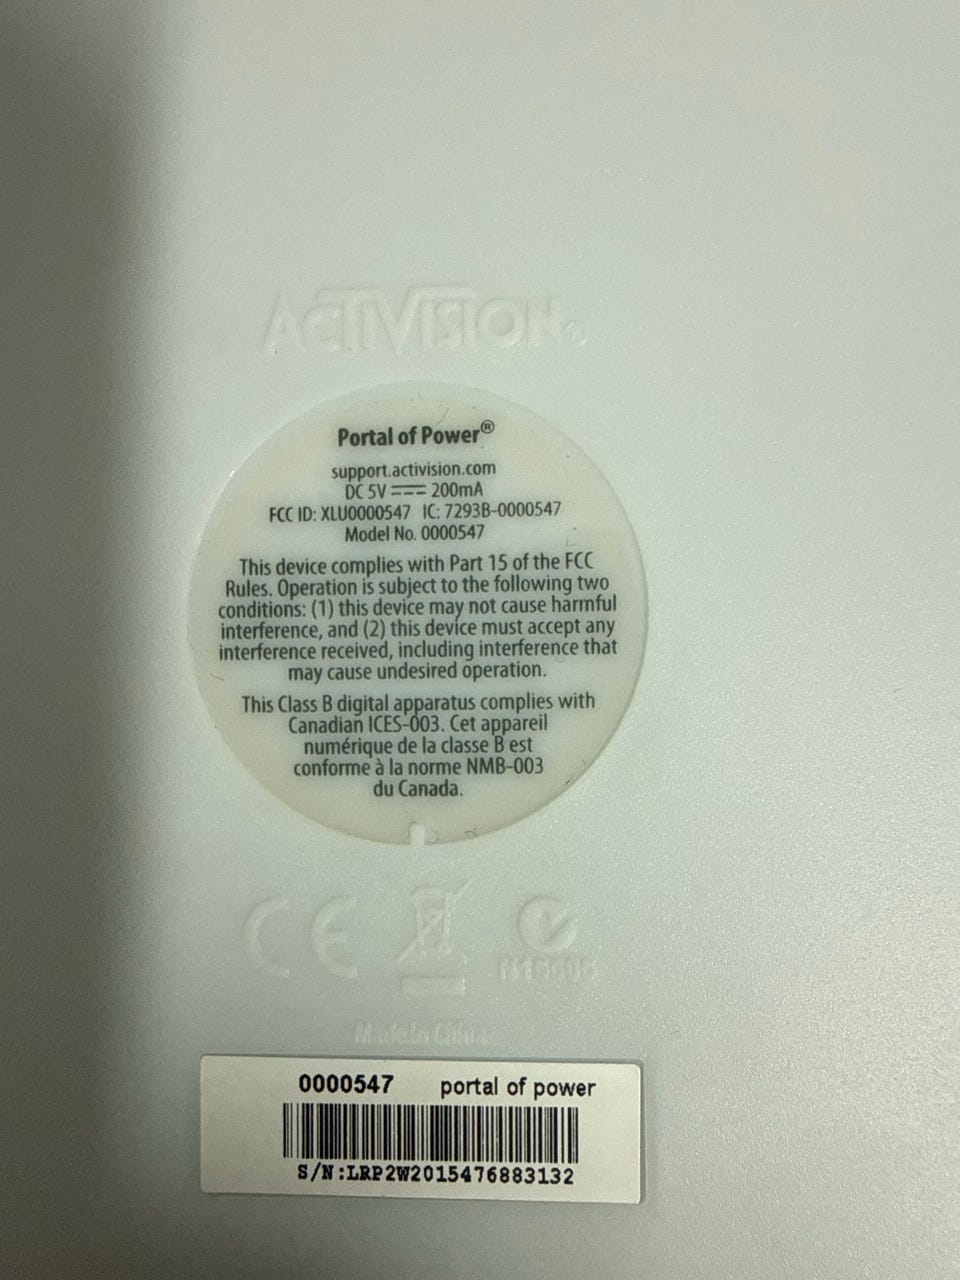 ACTIVISION®
Portal of Power®
support.activision.com
DC 5V ⎓ 200mA
FCC ID: XLU0000547 IC: 7293B-0000547
Model No. 0000547
This device complies with Part 15 of the FCC
Rules. Operation is subject to the following two
conditions: (1) this device may not cause harmful
interference, and (2) this device must accept any
interference received, including interference that
may cause undesired operation.
This Class B digital apparatus complies with
Canadian ICES-003. Cet appareil
numérique de la classe B est
conforme à la norme NMB-003
du Canada.
CE
Made in China
0000547 portal of power
S/N:LRP2W2015476883132